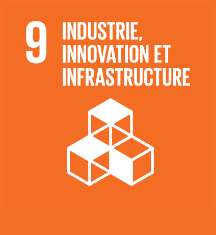 9 INDUSTRIE,
INNOVATION ET
INFRASTRUCTURE